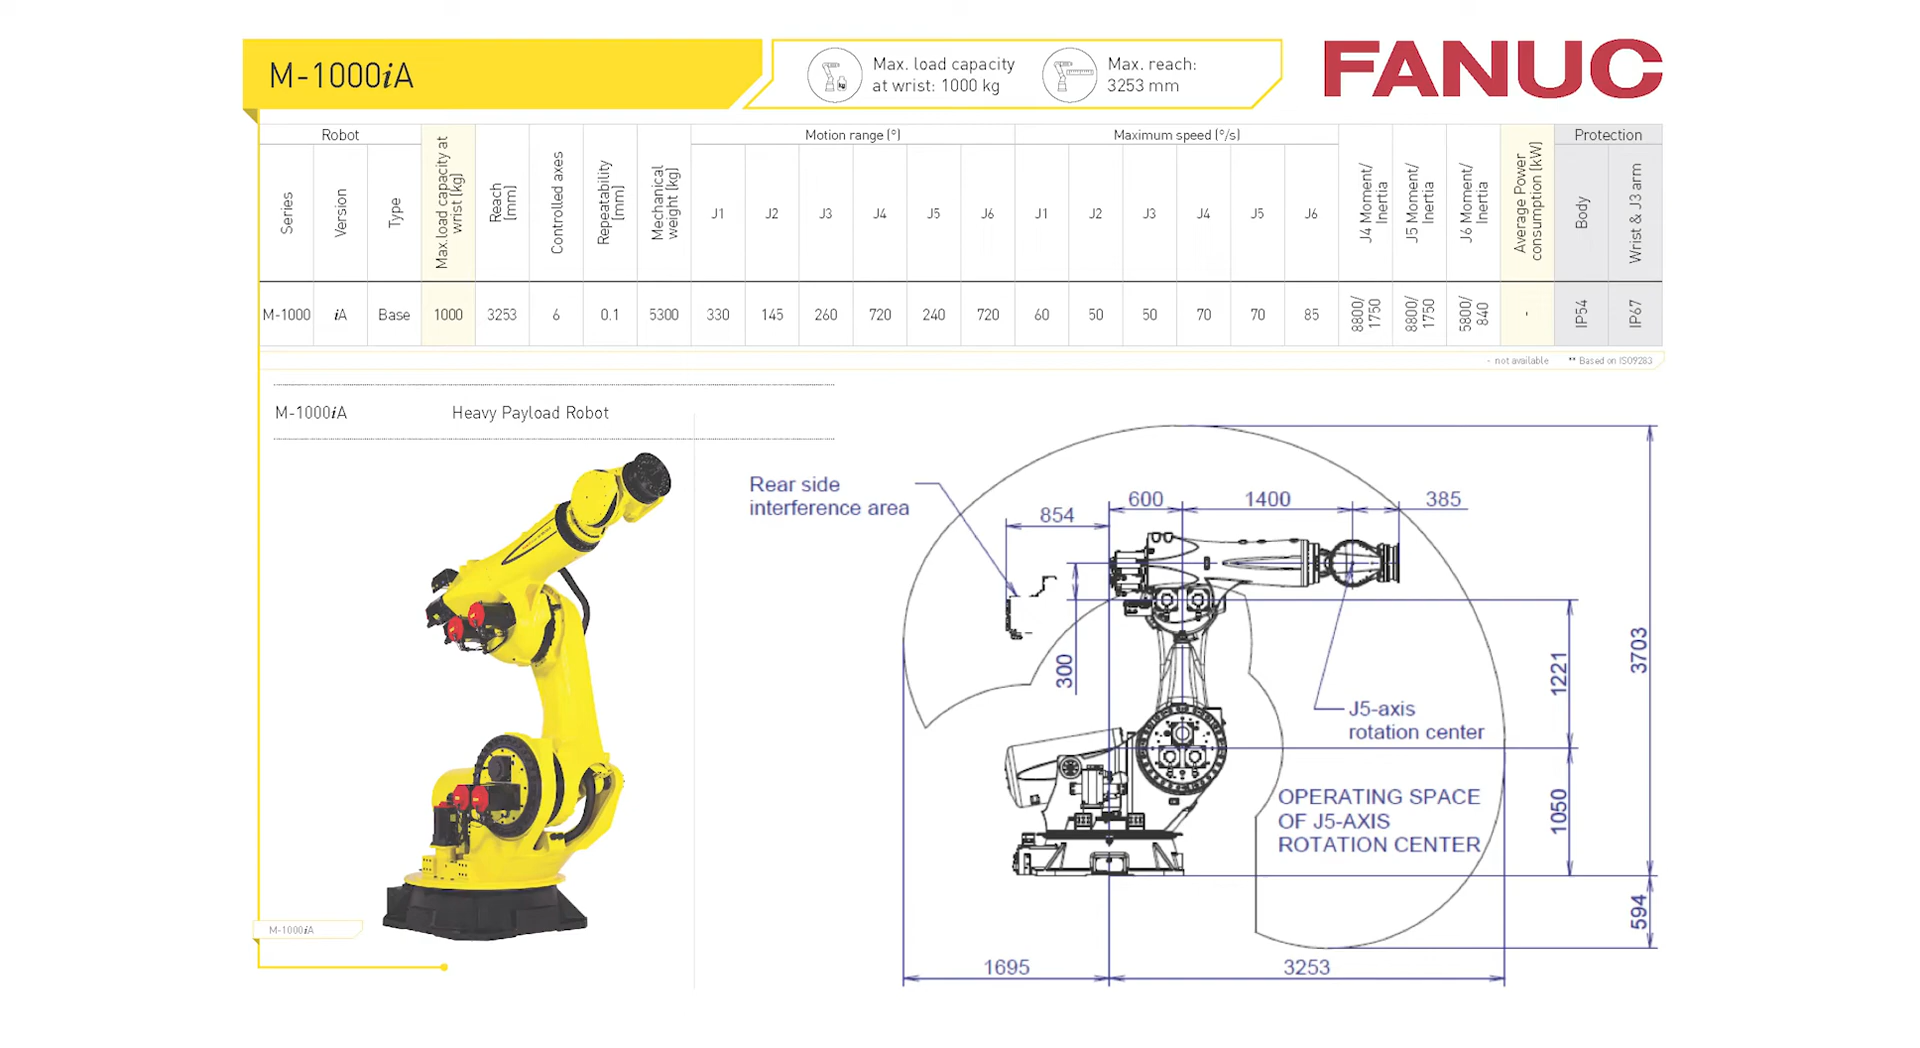 M-1000iA
Max. load capacity
at wrist: 1000 kg
Max. reach:
3253 mm
FANUC
Robot
Motion range (°)
Maximum speed (°/s)
Protection
Series
Version
Type
Max.load capacity at
wrist [kg]
Reach
[mm]
Controlled axes
Repeatability
[mm]
Mechanical
weight [kg]
J1 J2 J3 J4 J5 J6 J1 J2 J3 J4 J5 J6
J4 Moment/
Inertia
J5 Moment/
Inertia
J6 Moment/
Inertia
Average Power
consumption [kW]
Body
Wrist & J3 arm
M-1000 iA Base 1000 3253 6 0.1 5300 330 145 260 720 240 720 60 50 50 70 70 85
8800/
1750
8800/
1750
5800/
840
-
IP54
IP67
- not available ** Based on ISO9283
M-1000iA Heavy Payload Robot
Rear side
interference area
854
600
1400
385
300
1221
3703
J5-axis
rotation center
OPERATING SPACE
OF J5-AXIS
ROTATION CENTER
1050
594
1695
3253
M-1000iA